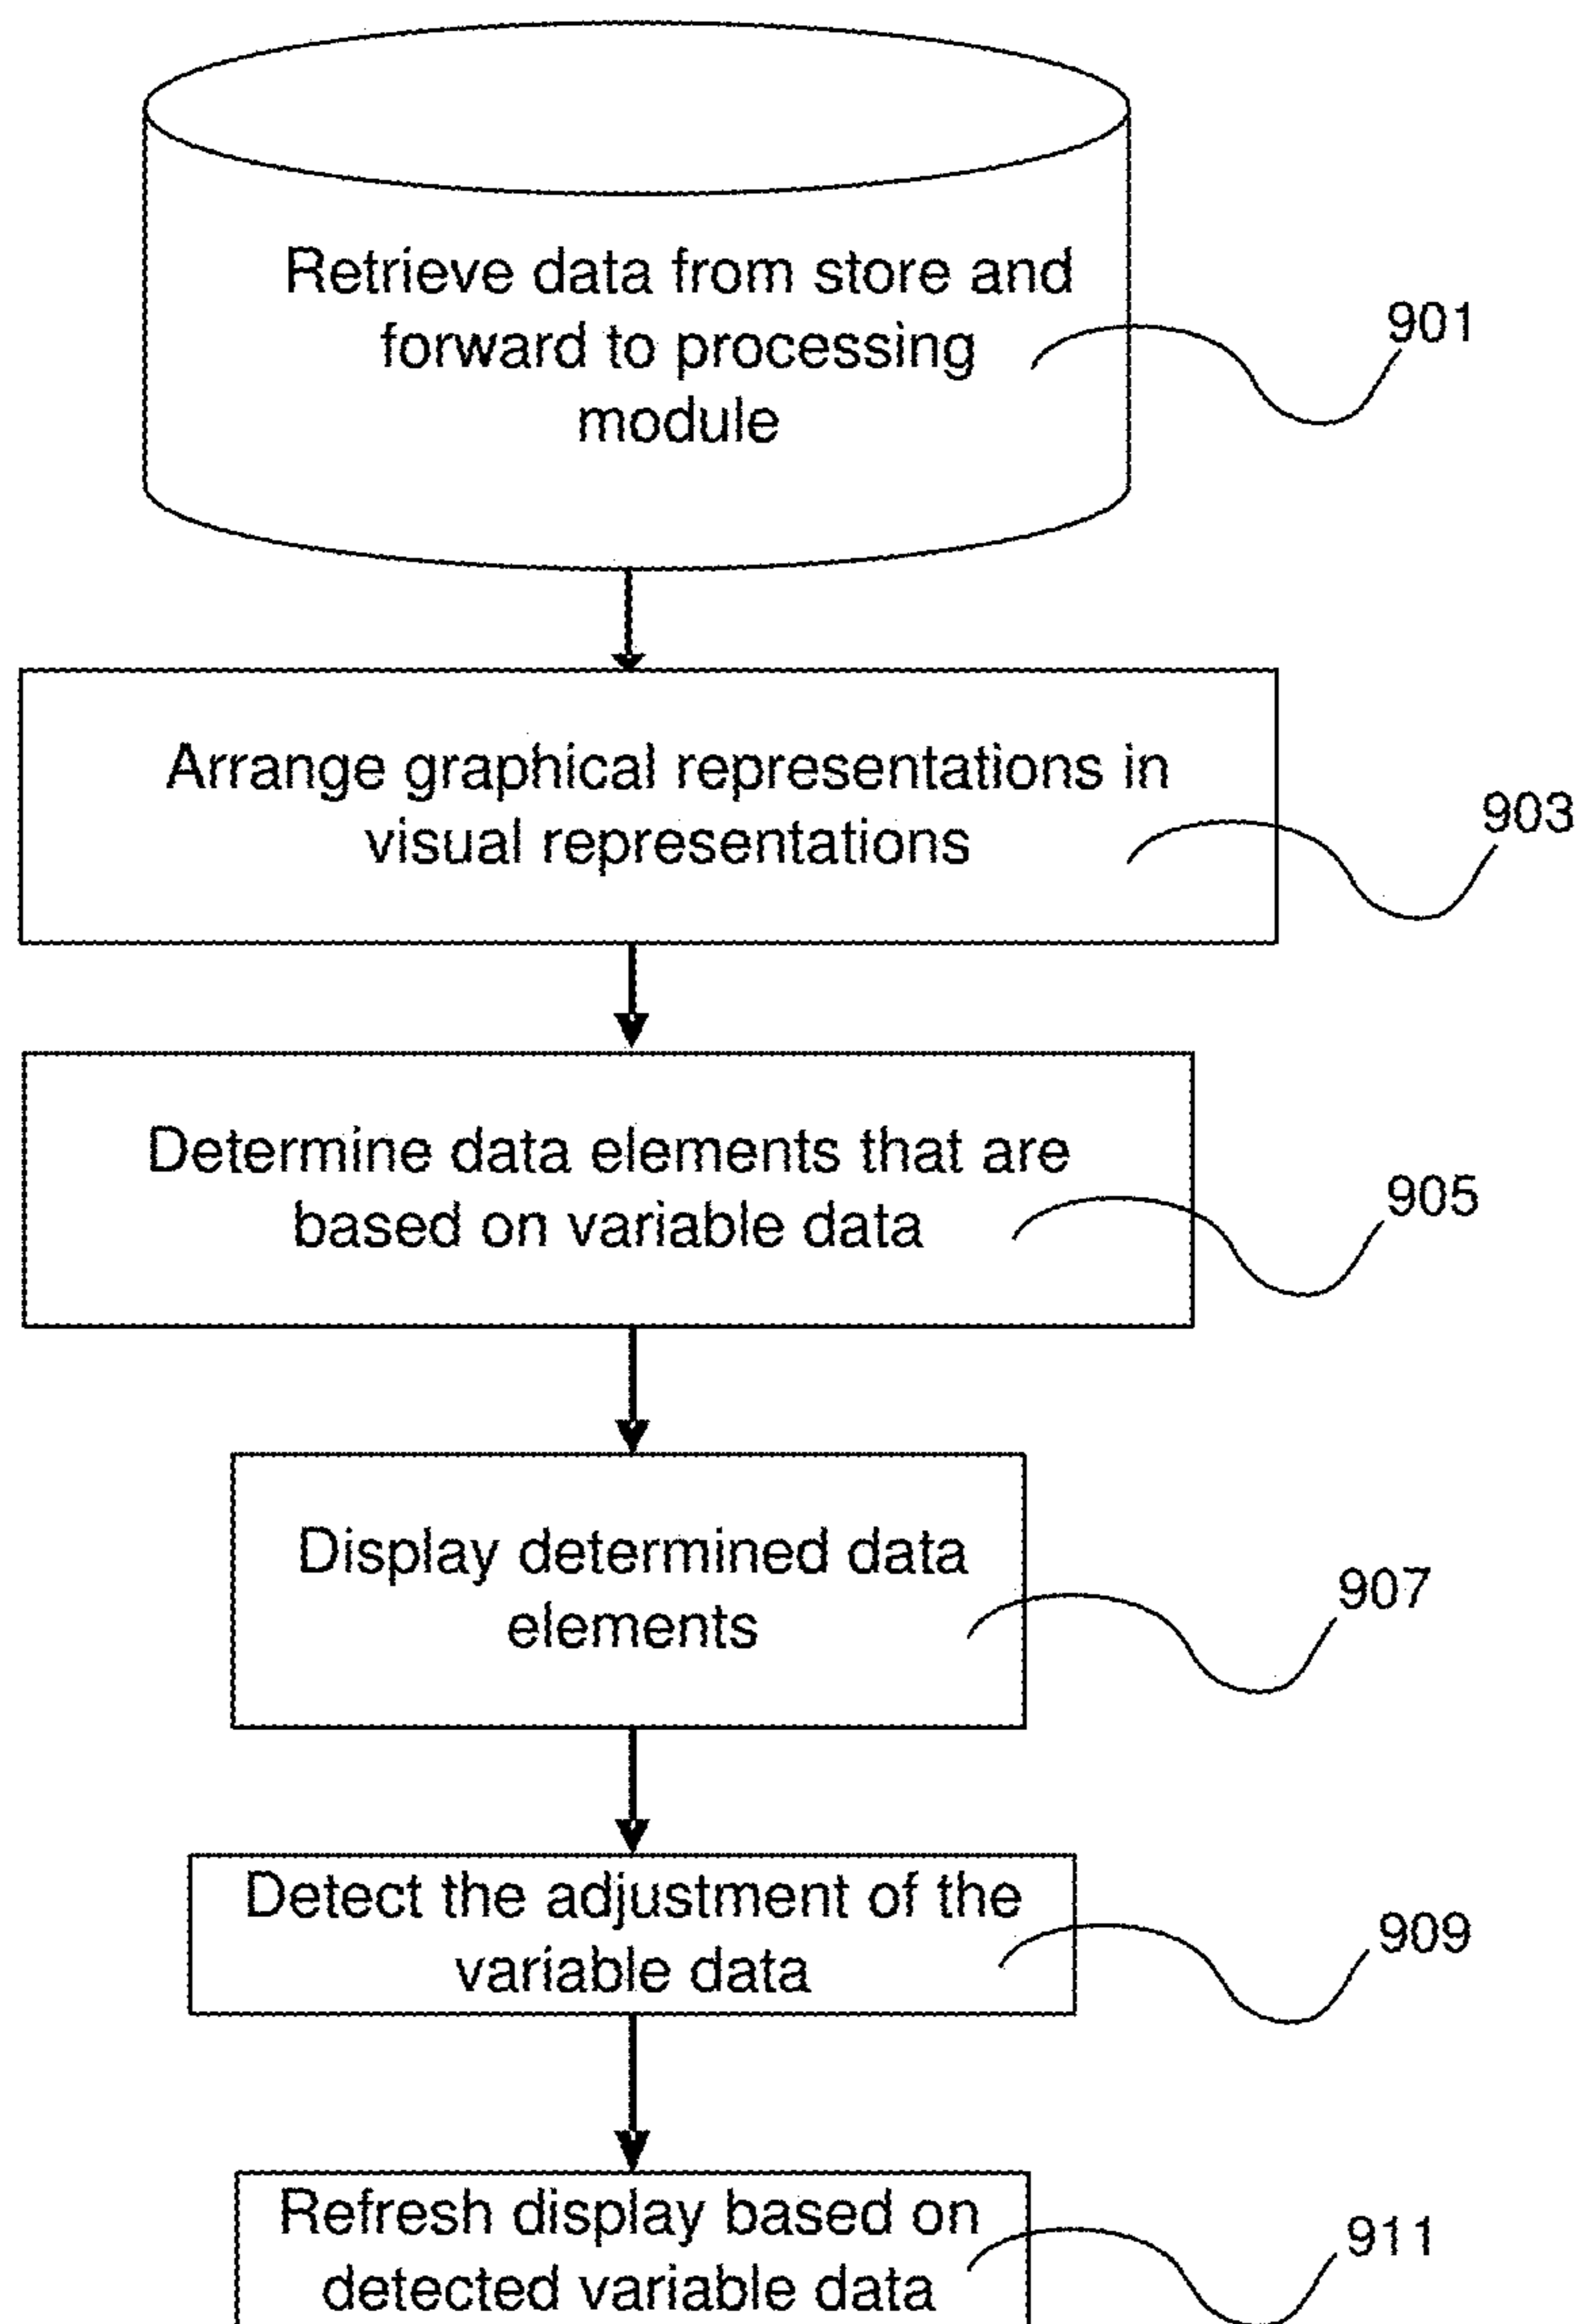 Retrieve data from store and
forward to processing
module
901
Arrange graphical representations in
visual representations
903
Determine data elements that are
based on variable data
905
Display determined data
elements
907
Detect the adjustment of the
variable data
909
Refresh display based on
detected variable data
911